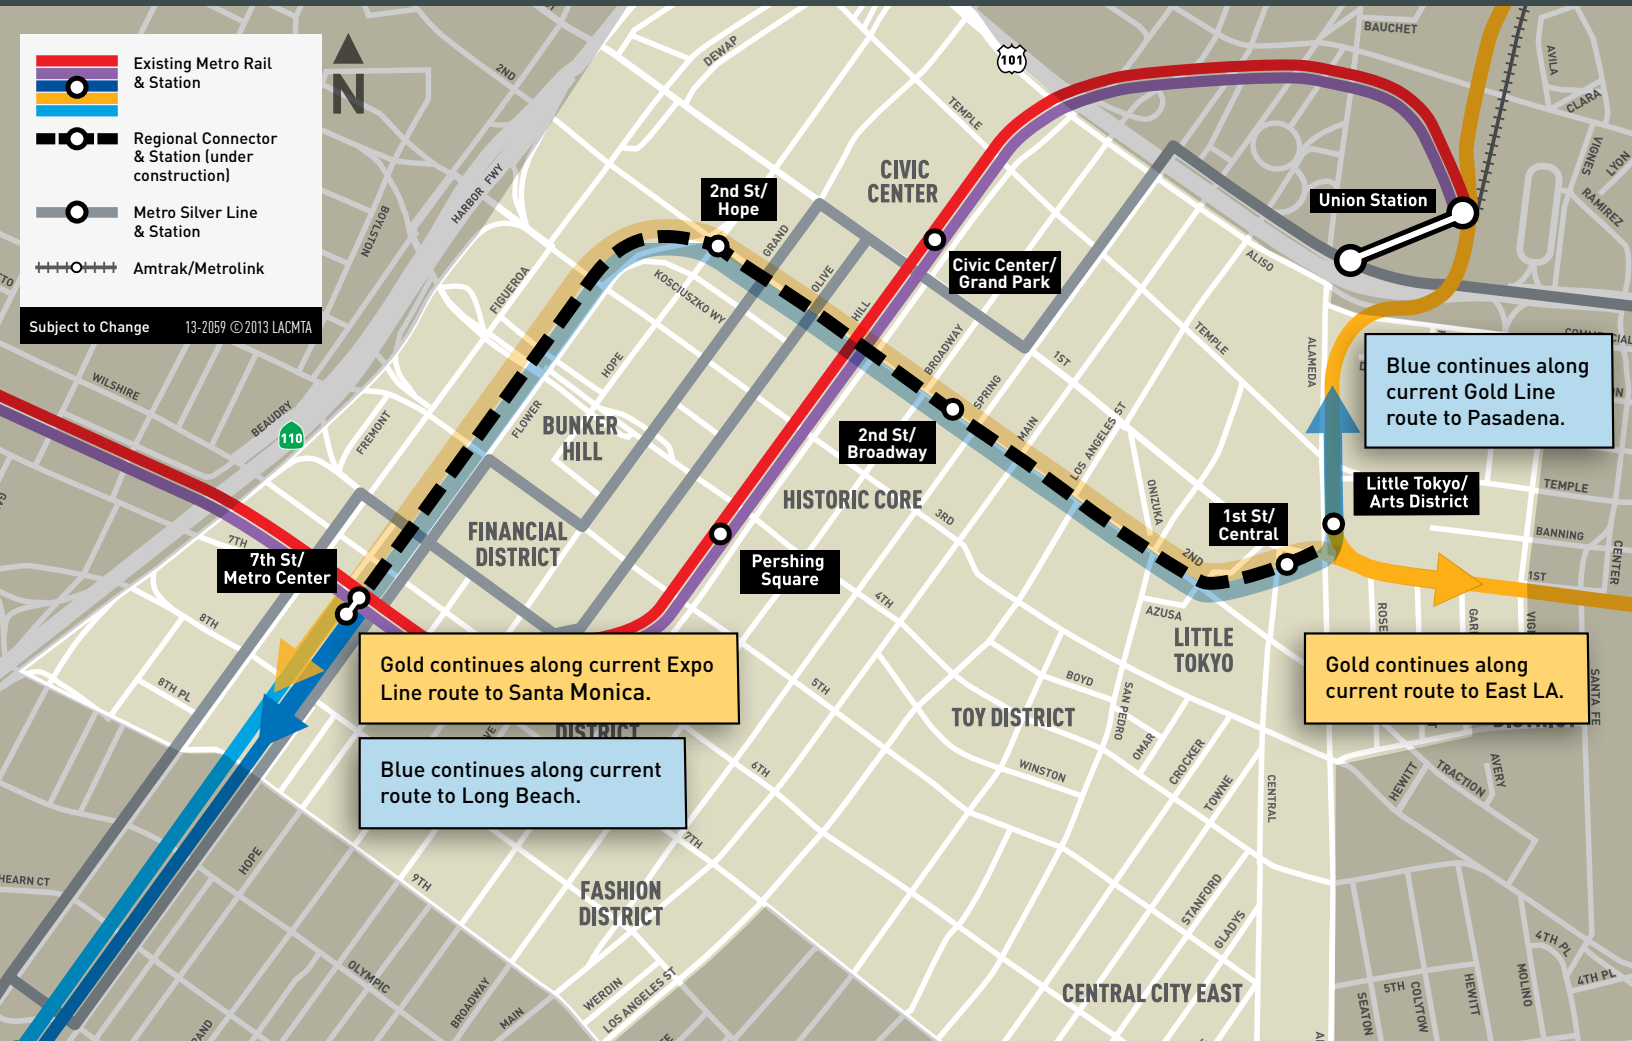 Existing Metro Rail
& Station
Regional Connector
& Station (under
construction)
Metro Silver Line
& Station
Amtrak/Metrolink
Subject to Change 13-2059 ©2013 LACMTA
N
2ND
DEWAP
101
BAUCHET
AVILA
CLARA
VIGNES
LYON
RAMIREZ
TEMPLE
CIVIC
CENTER
HARBOR FWY
BOYLSTON
2nd St/
Hope
Union Station
GRAND
Civic Center/
Grand Park
ALISO
OLIVE
KOSCIUSZKO WY
FIGUEROA
HILL
BROADWAY
TEMPLE
1ST
ALAMEDA
Blue continues along
current Gold Line
route to Pasadena.
WILSHIRE
BEAUDRY
110
FREMONT
HOPE
FLOWER
BUNKER
HILL
SPRING
MAIN
LOS ANGELES ST
2nd St/
Broadway
HISTORIC CORE
3RD
ONIZUKA
1st St/
Central
Little Tokyo/
Arts District
TEMPLE
BANNING
CENTER
1ST
FINANCIAL
DISTRICT
7TH
7th St/
Metro Center
Pershing
Square
2ND
8TH
4TH
AZUSA
LITTLE
TOKYO
ROSE
Gold continues along current Expo
Line route to Santa Monica.
Gold continues along
current route to East LA.
SANTA FE
8TH PL
5TH
BOYD
SAN PEDRO
TOY DISTRICT
DISTRICT
OMAR
CROCKER
TOWNE
WINSTON
Blue continues along current
route to Long Beach.
6TH
CENTRAL
HEWITT
TRACTION
AVERY
7TH
HOPE
9TH
HEARN CT
FASHION
DISTRICT
STANFORD
GLADYS
OLYMPIC
BROADWAY
MAIN
WERDIN
LOS ANGELES ST
CENTRAL CITY EAST
4TH PL
4TH PL
SEATON
5TH
COLYTOW
HEWITT
MOLINO